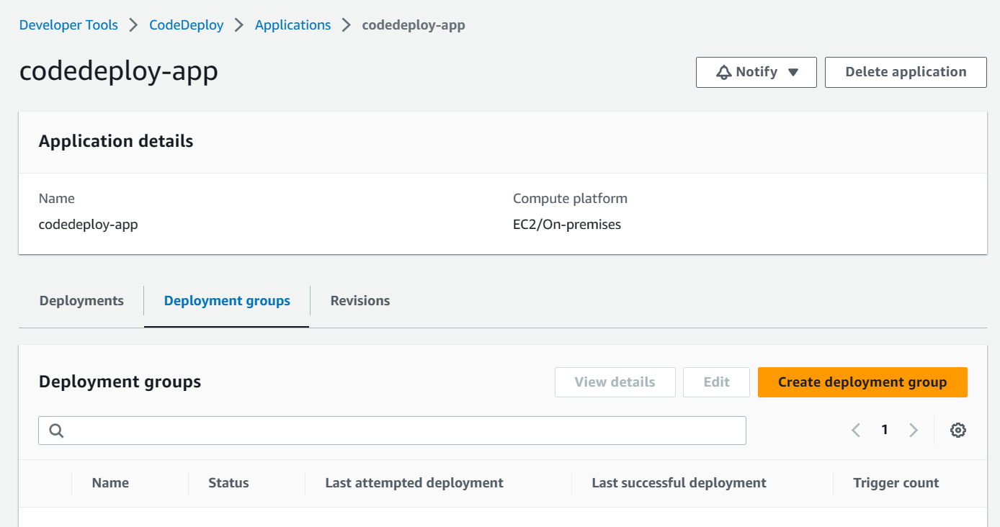 Developer Tools > CodeDeploy > Applications > codedeploy-app
codedeploy-app
Notify
Delete application
Application details
Name
codedeploy-app
Compute platform
EC2/On-premises
Deployments
Deployment groups
Revisions
Deployment groups
View details
Edit
Create deployment group
1
Name
Status
Last attempted deployment
Last successful deployment
Trigger count